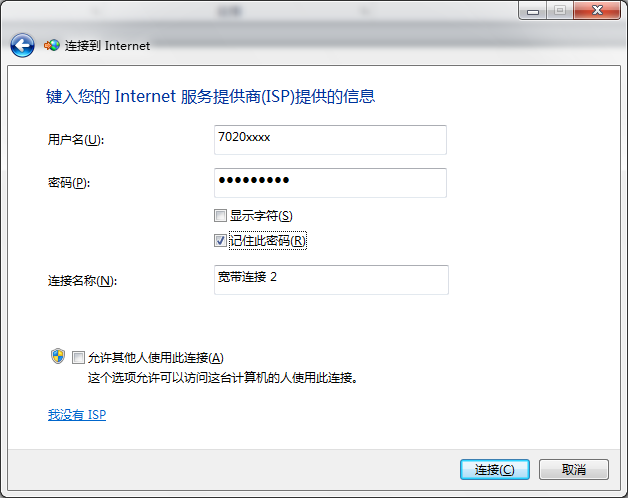 连接到 Internet
键入您的 Internet 服务提供商(ISP)提供的信息
用户名(U):
7020xxxx
密码(P):
●●●●●●●●●
显示字符(S)
记住此密码(R)
连接名称(N):
宽带连接 2
允许其他人使用此连接(A)
这个选项允许可以访问这台计算机的人使用此连接。
我没有 ISP
连接(C)
取消